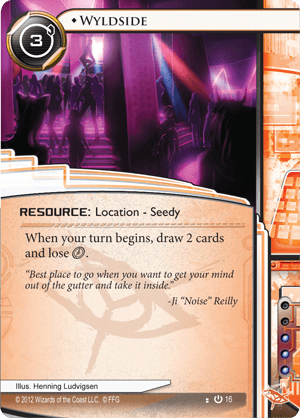 ◆ Wyldside
3
RESOURCE: Location - Seedy
When your turn begins, draw 2 cards
and lose .
"Best place to go when you want to get your mind
out of the gutter and take it inside."
-Ji "Noise" Reilly
Illus. Henning Ludvigsen
© 2012 Wizards of the Coast LLC. © FFG
16